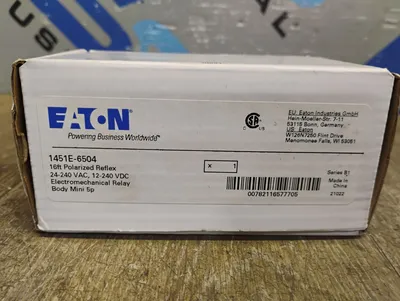 US
EATON
Powering Business Worldwide
1451E-6504
16ft Polarized Reflex
24-240 VAC, 12-240 VDC
Electromechanical Relay
Body Mini 5p
x 1
00782116577705
EU: Eaton Industries GmbH
Hein-Moeller-Str. 7-11
53115 Bonn, Germany
US: Eaton
W126N7250 Flint Drive
Menomonee Falls, WI 53051
Series B1
Made In
China
21022